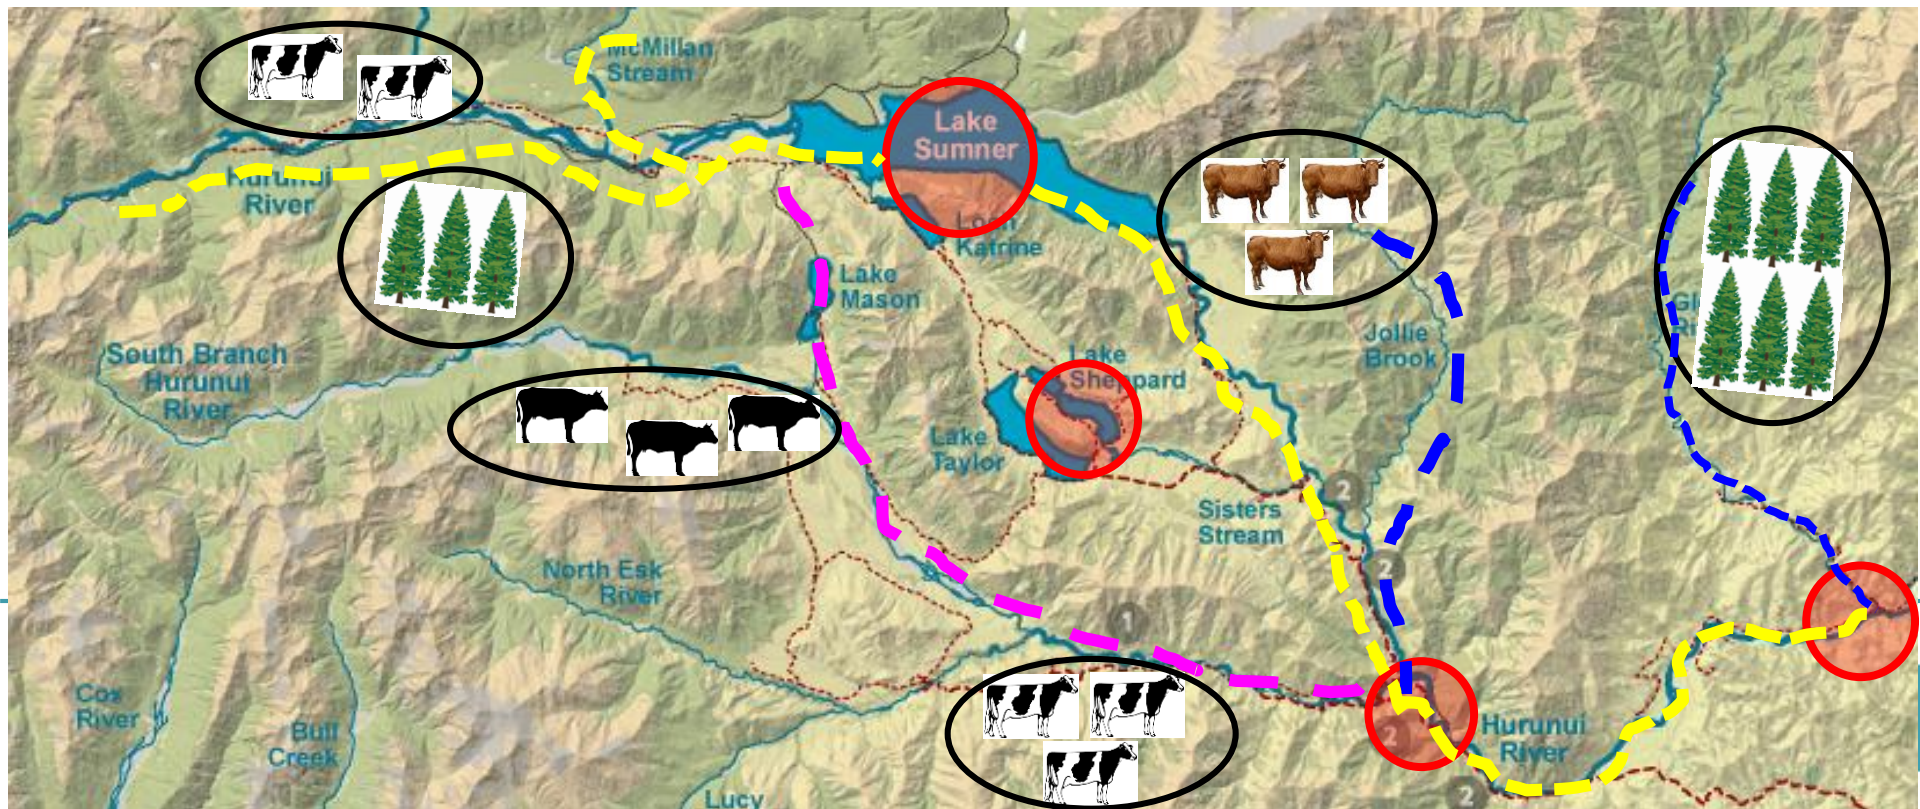 McMillan
Stream
Lake
Sumner
Hurunui
River
Loch
Katrine
Lake
Mason
South Branch
Hurunui
River
Jollie
Brook
Lake
Sheppard
Lake
Taylor
Sisters
Stream
2
2
North Esk
River
1
Cox
River
Bull
Creek
2
Hurunui
River
2
Lucy